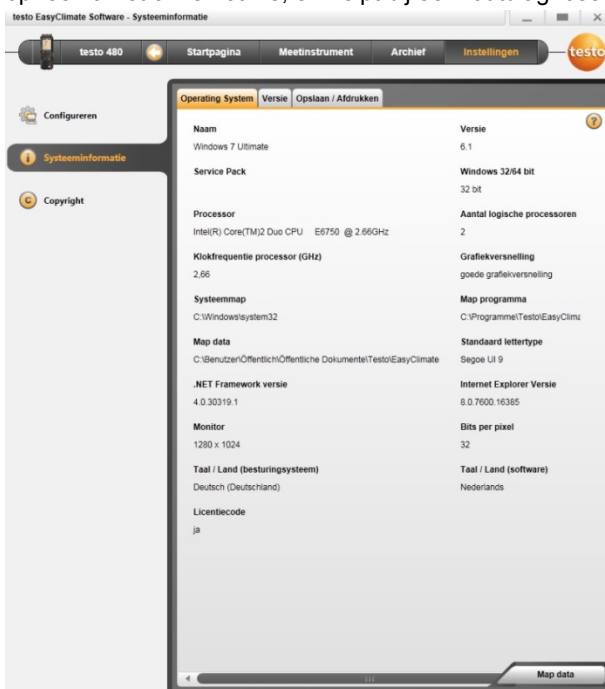 testo EasyClimate Software - Systeeminformatie
testo 480
Startpagina
Meetinstrument
Archief
Instellingen
testo
Configureren
Systeeminformatie
Copyright
Operating System
Versie
Opslaan / Afdrukken
Naam
Versie
Windows 7 Ultimate
6.1
Service Pack
Windows 32/64 bit
32 bit
Processor
Aantal logische processoren
Intel(R) Core(TM)2 Duo CPU E6750 @ 2.66GHz
2
Klokfrequentie processor (GHz)
Grafiekversnelling
2,66
goede grafiekversnelling
Systeemmap
Map programma
C:\Windows\system32
C:\Programme\Testo\EasyClima
Map data
Standaard lettertype
C:\Benutzer\Öffentlich\Öffentliche Dokumente\Testo\EasyClimate
Segoe UI 9
.NET Framework versie
Internet Explorer Versie
4.0.30319.1
8.0.7600.16385
Monitor
Bits per pixel
1280 x 1024
32
Taal / Land (besturingsysteem)
Taal / Land (software)
Deutsch (Deutschland)
Nederlands
Licentiecode
ja
Map data